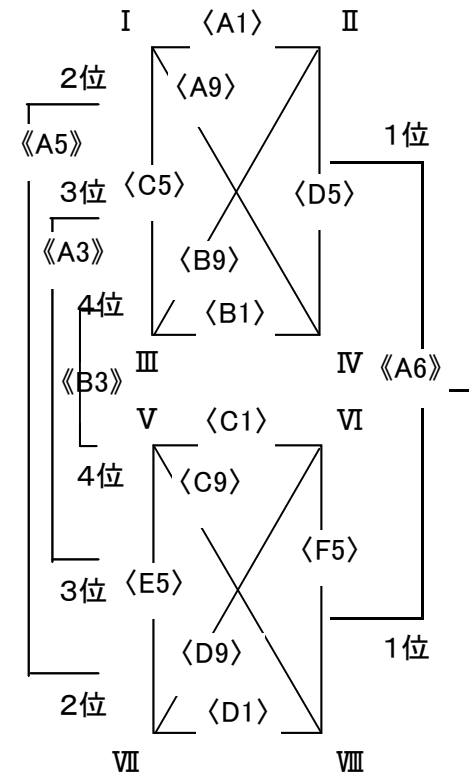 Ⅰ 〈A1〉 Ⅱ
2位
〈A9〉
《A5》 1位
3位 〈C5〉 〈D5〉
《A3》
〈B9〉
4位 〈B1〉
Ⅲ Ⅳ 《A6》
《B3》
Ⅴ 〈C1〉 Ⅵ
4位 〈C9〉
〈F5〉
3位 〈E5〉
1位
〈D9〉
2位 〈D1〉
Ⅶ Ⅷ